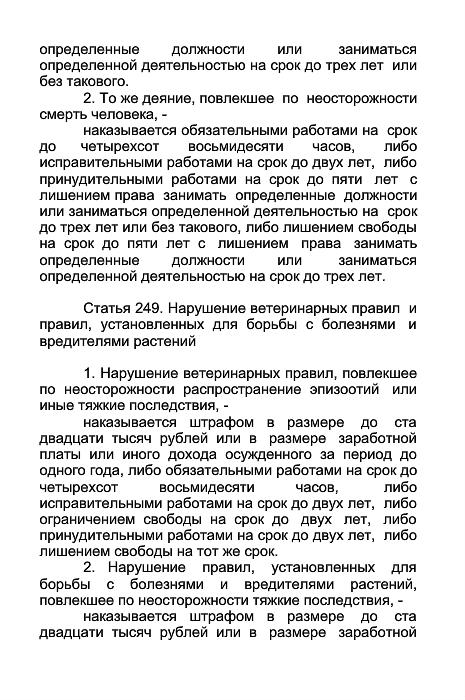 определенные должности или заниматься
определенной деятельностью на срок до трех лет или
без такового.
2. То же деяние, повлекшее по неосторожности
смерть человека, -
наказывается обязательными работами на срок
до четырехсот восьмидесяти часов, либо
исправительными работами на срок до двух лет, либо
принудительными работами на срок до пяти лет с
лишением права занимать определенные должности
или заниматься определенной деятельностью на срок
до трех лет или без такового, либо лишением свободы
на срок до пяти лет с лишением права занимать
определенные должности или заниматься
определенной деятельностью на срок до трех лет.
Статья 249. Нарушение ветеринарных правил и
правил, установленных для борьбы с болезнями и
вредителями растений
1. Нарушение ветеринарных правил, повлекшее
по неосторожности распространение эпизоотий или
иные тяжкие последствия, -
наказывается штрафом в размере до ста
двадцати тысяч рублей или в размере заработной
платы или иного дохода осужденного за период до
одного года, либо обязательными работами на срок до
четырехсот восьмидесяти часов, либо
исправительными работами на срок до двух лет, либо
ограничением свободы на срок до двух лет, либо
принудительными работами на срок до двух лет, либо
лишением свободы на тот же срок.
2. Нарушение правил, установленных для
борьбы с болезнями и вредителями растений,
повлекшее по неосторожности тяжкие последствия, -
наказывается штрафом в размере до ста
двадцати тысяч рублей или в размере заработной